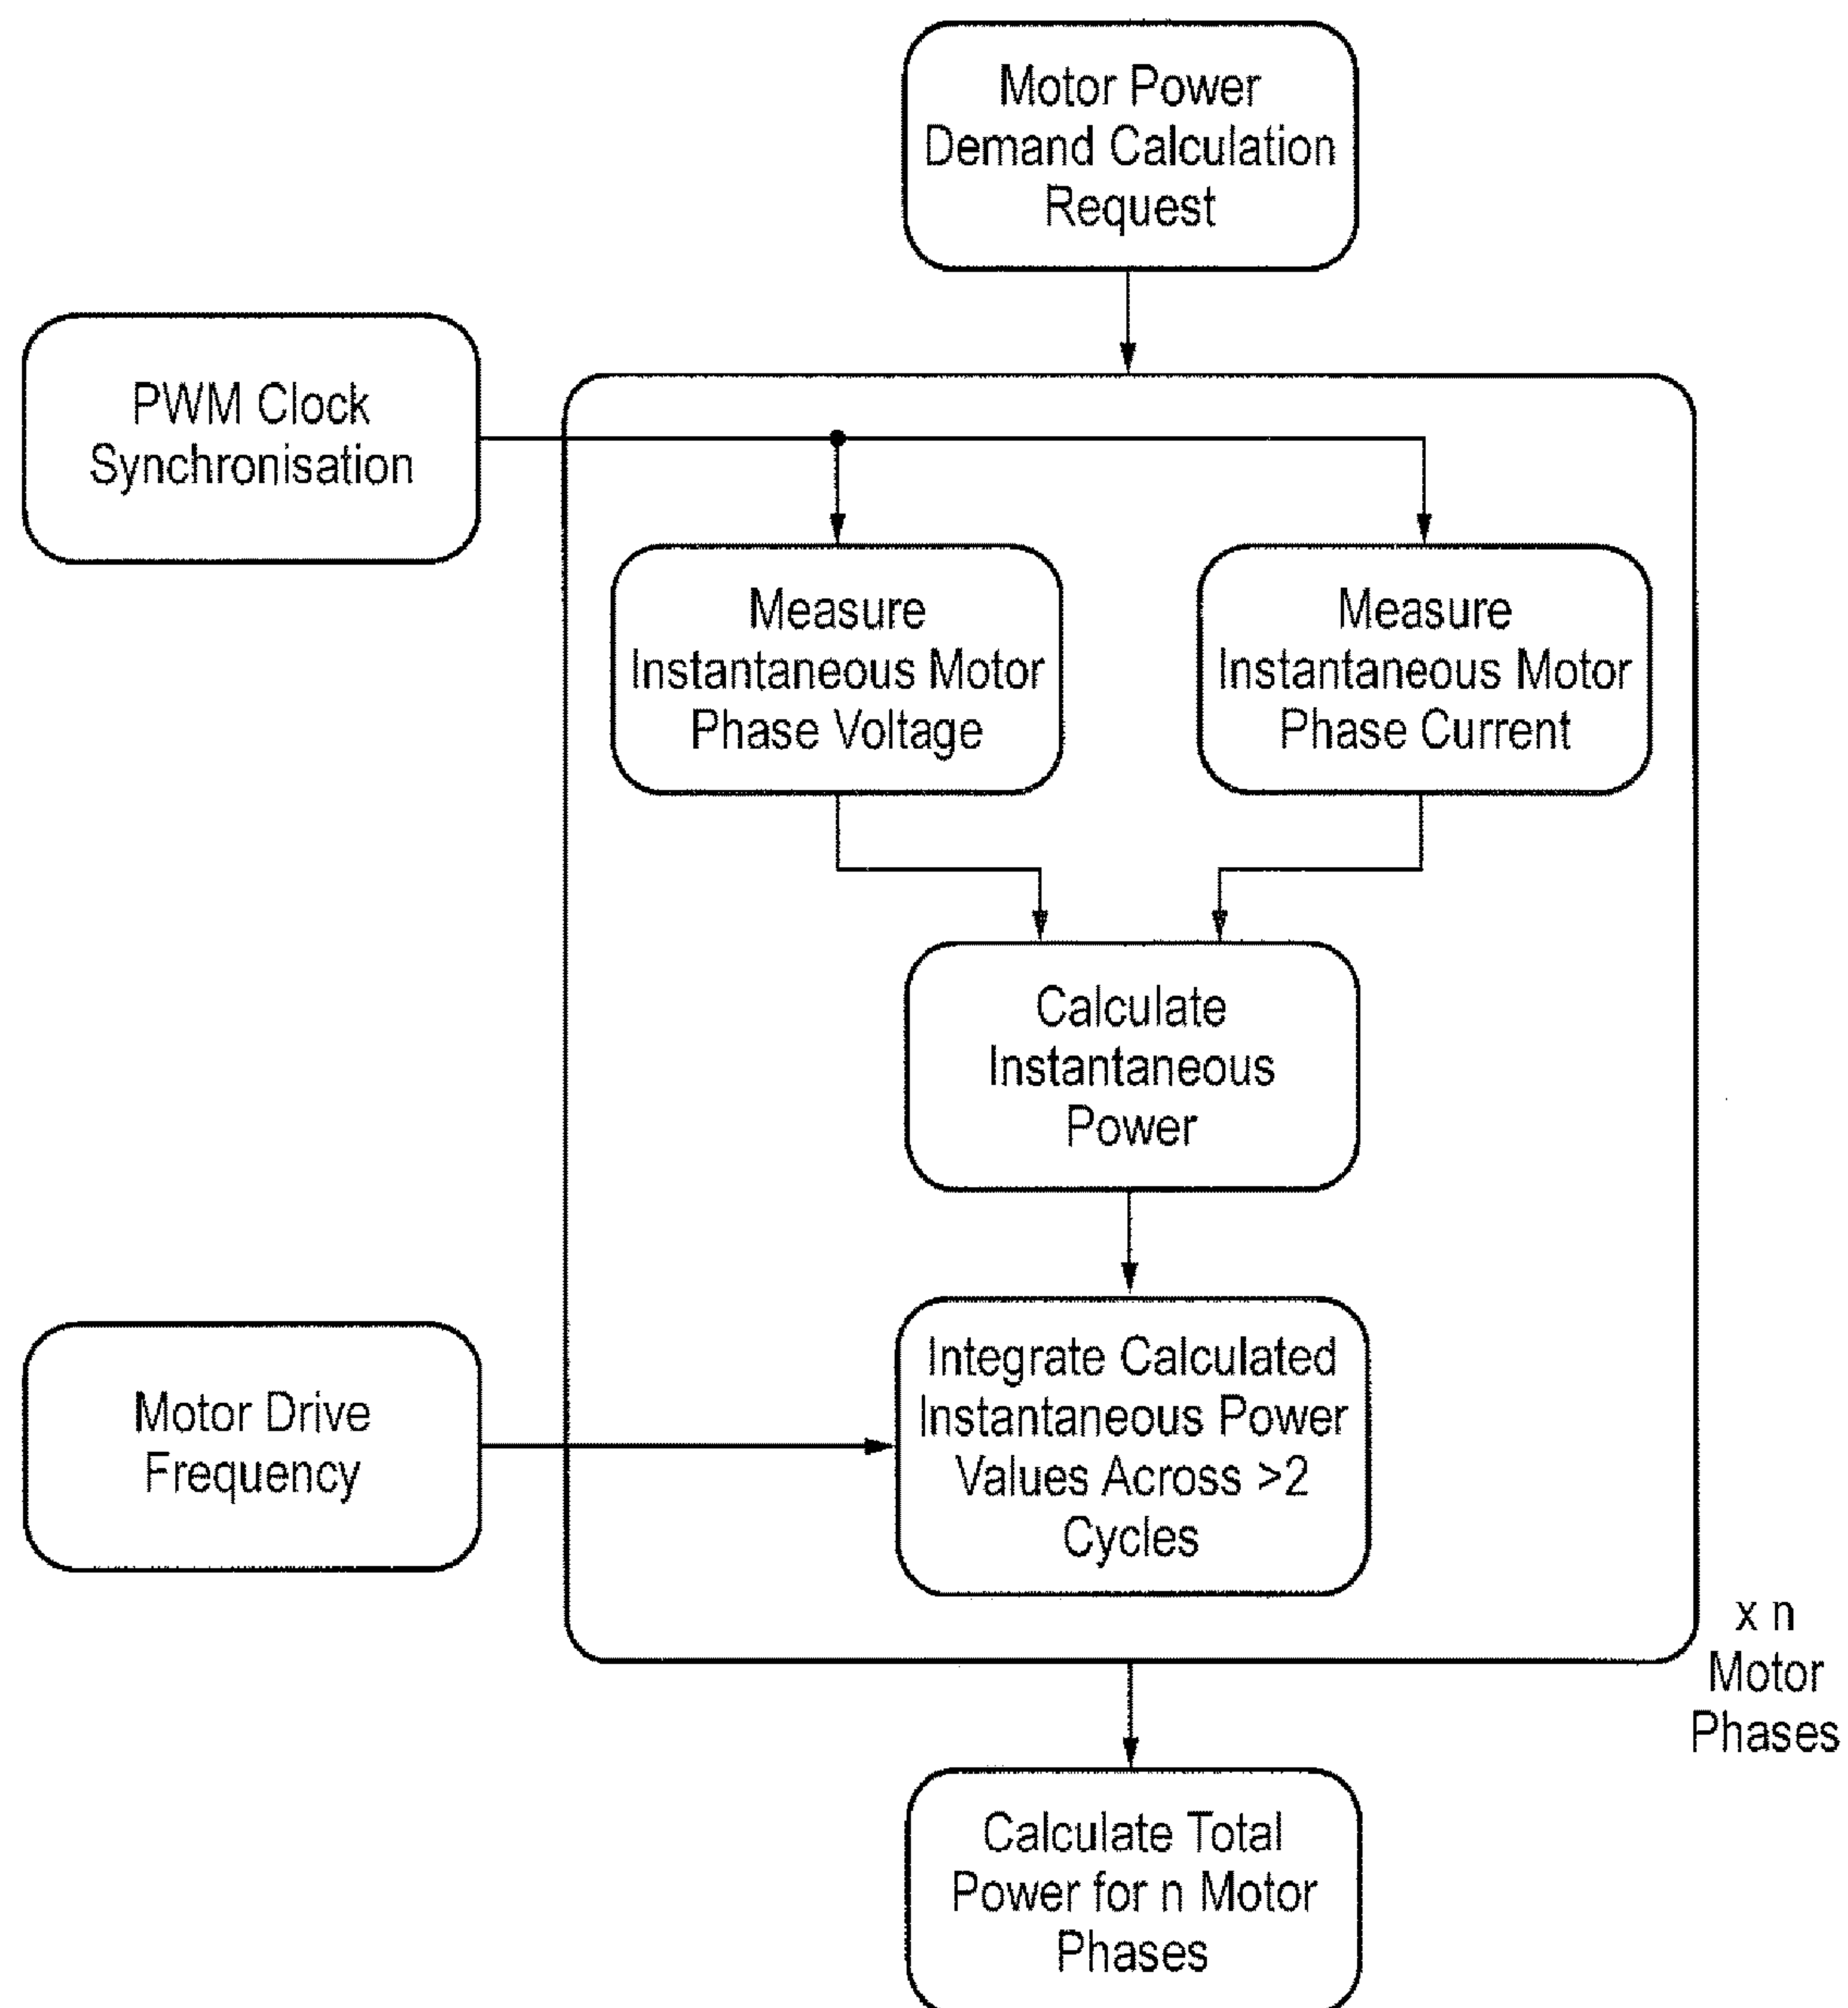 Motor Power
Demand Calculation
Request
PWM Clock
Synchronisation
Measure
Instantaneous Motor
Phase Voltage
Measure
Instantaneous Motor
Phase Current
Calculate
Instantaneous
Power
Motor Drive
Frequency
Integrate Calculated
Instantaneous Power
Values Across >2
Cycles
x n
Motor
Phases
Calculate Total
Power for n Motor
Phases